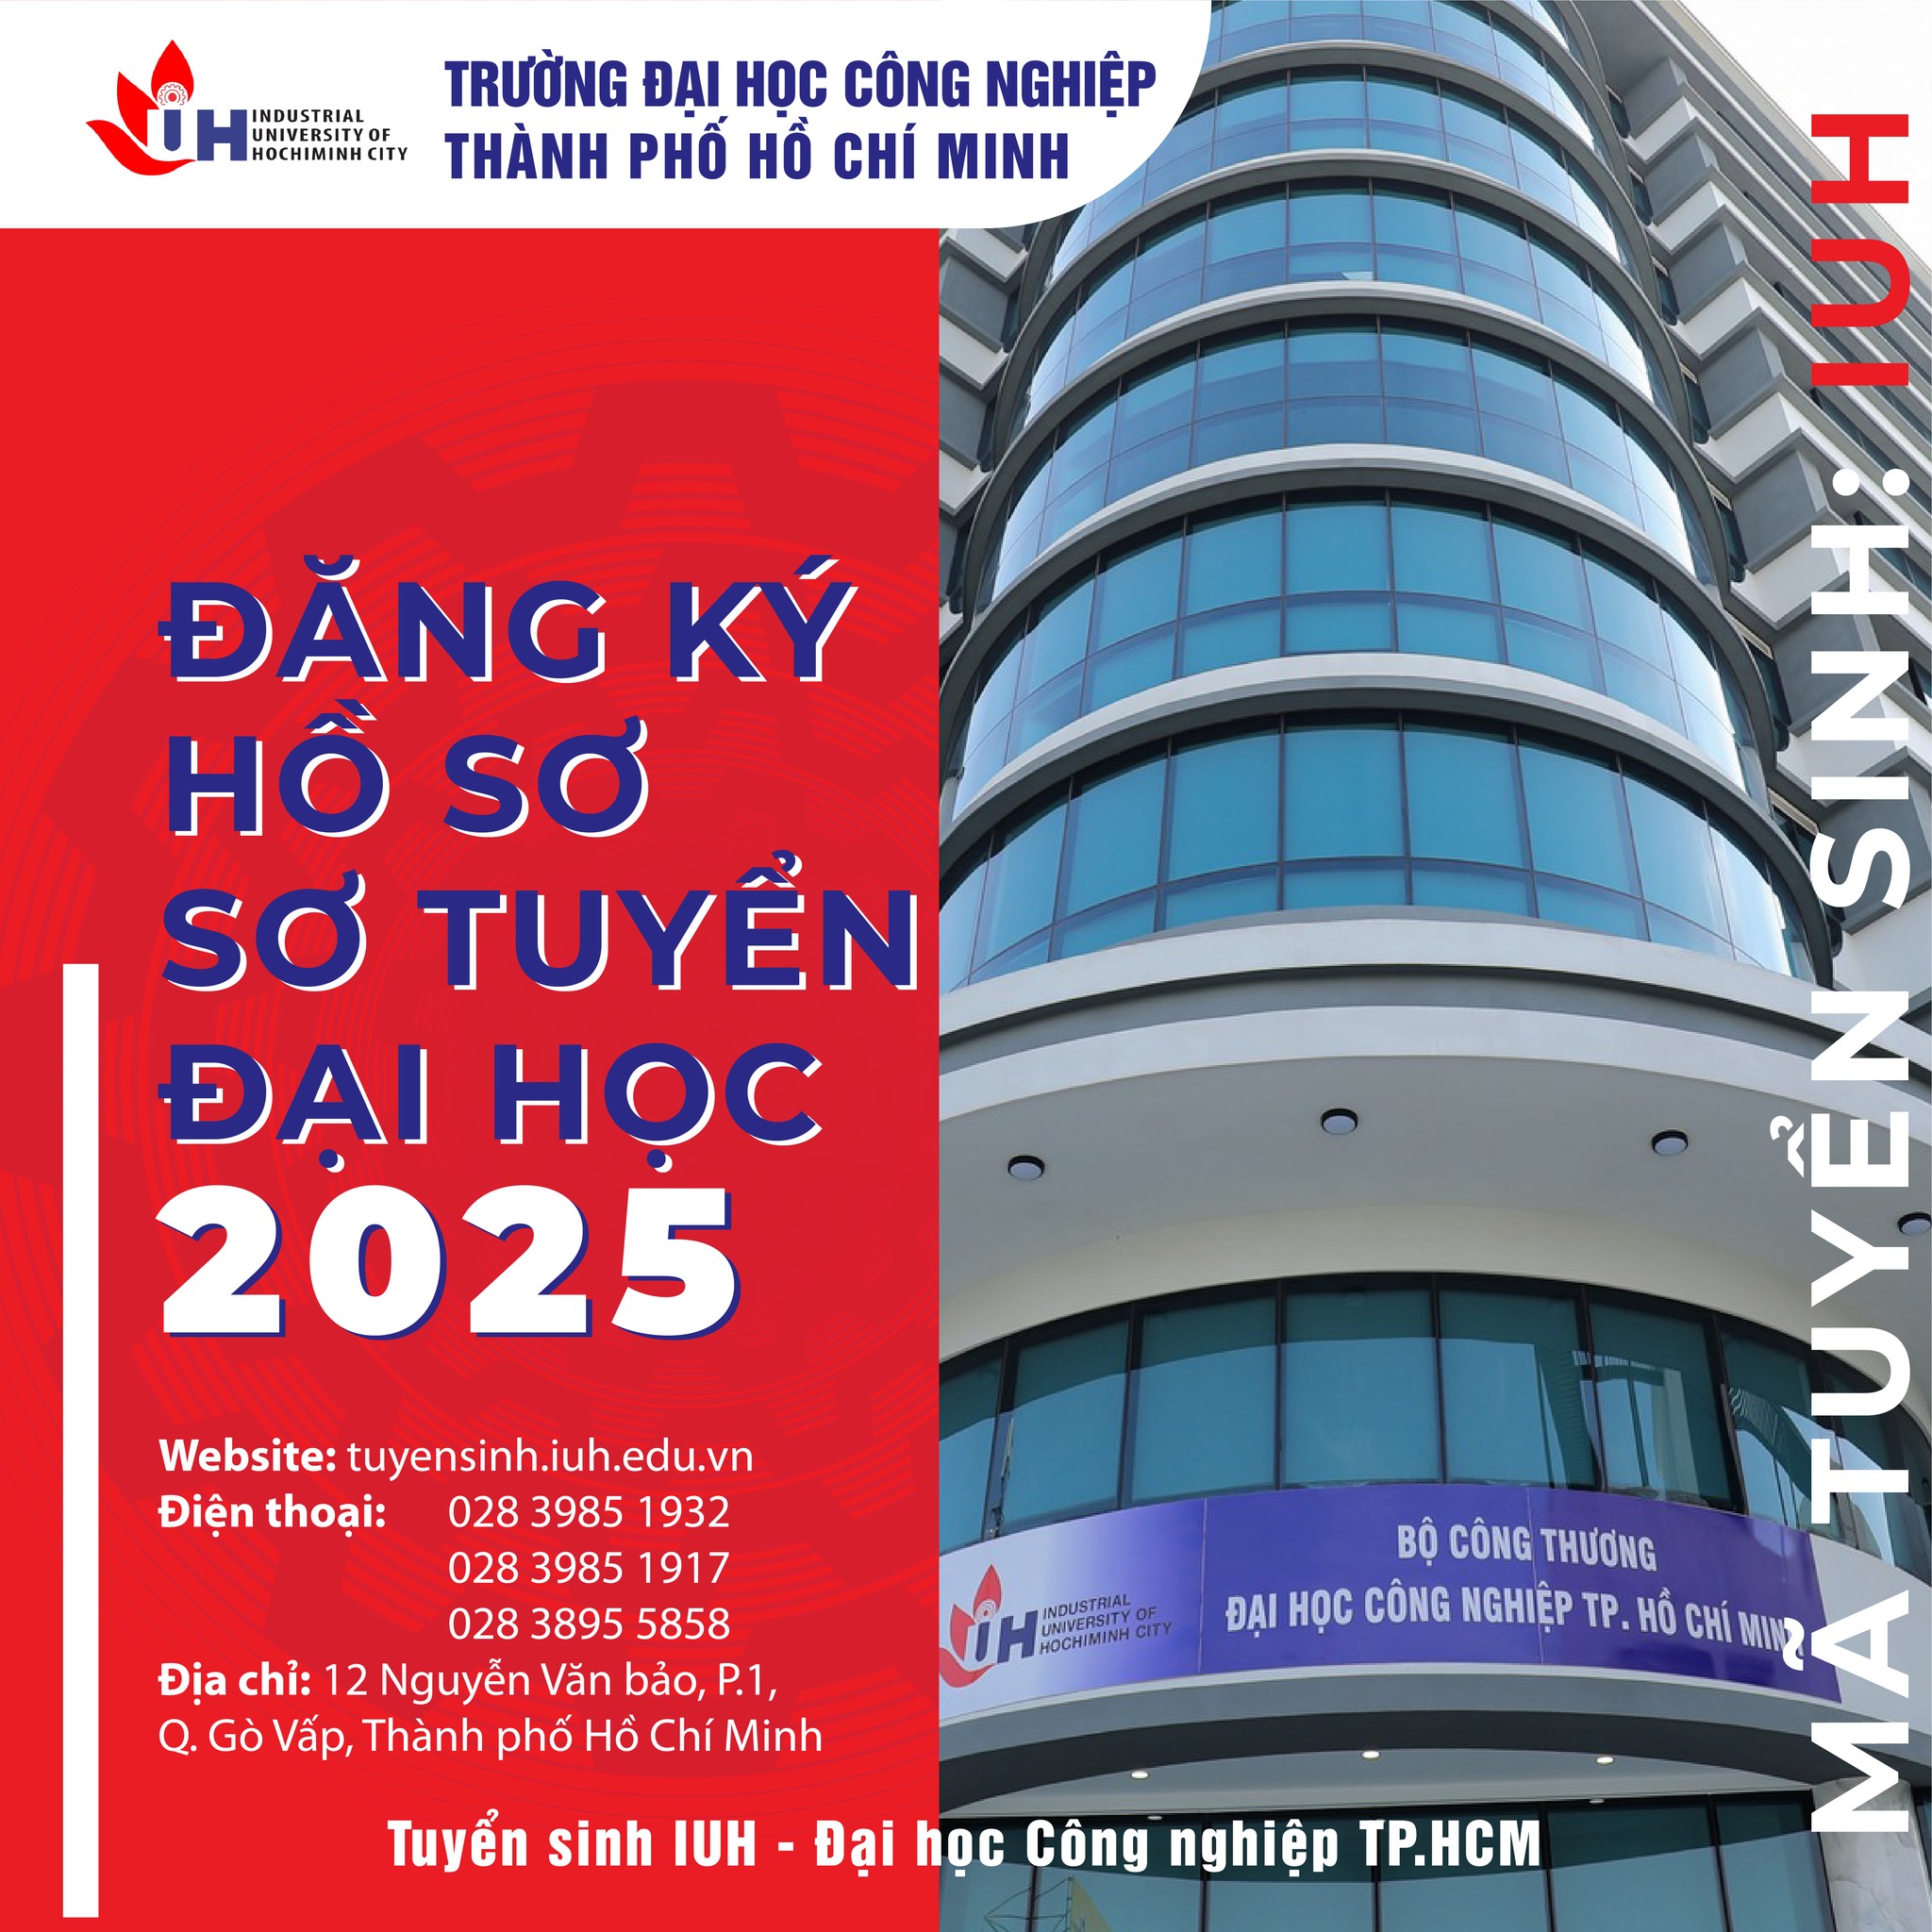 IUH
INDUSTRIAL
UNIVERSITY OF
HOCHIMINH CITY
TRƯỜNG ĐẠI HỌC CÔNG NGHIỆP
THÀNH PHỐ HỒ CHÍ MINH
ĐĂNG KÝ
HỒ SƠ
SƠ TUYỂN
ĐẠI HỌC
2025
Website: tuyensinh.iuh.edu.vn
Điện thoại: 028 3985 1932
028 3985 1917
028 3895 5858
Địa chỉ: 12 Nguyễn Văn bảo, P.1,
Q. Gò Vấp, Thành phố Hồ Chí Minh
Tuyển sinh IUH - Đại học Công nghiệp TP.HCM
MÃ TUYỂN SINH: IUH
BỘ CÔNG THƯƠNG
ĐẠI HỌC CÔNG NGHIỆP TP. HỒ CHÍ MINH
IUH
INDUSTRIAL
UNIVERSITY OF
HOCHIMINH CITY